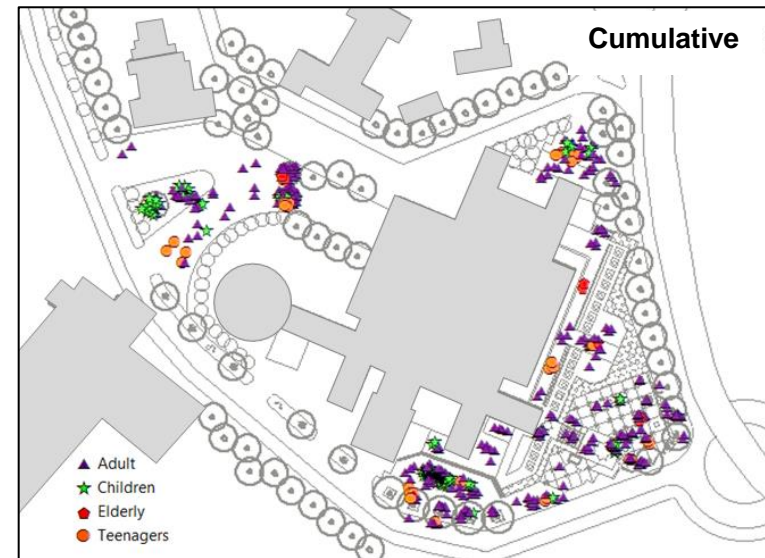 Cumulative
Adult
Children
Elderly
Teenagers